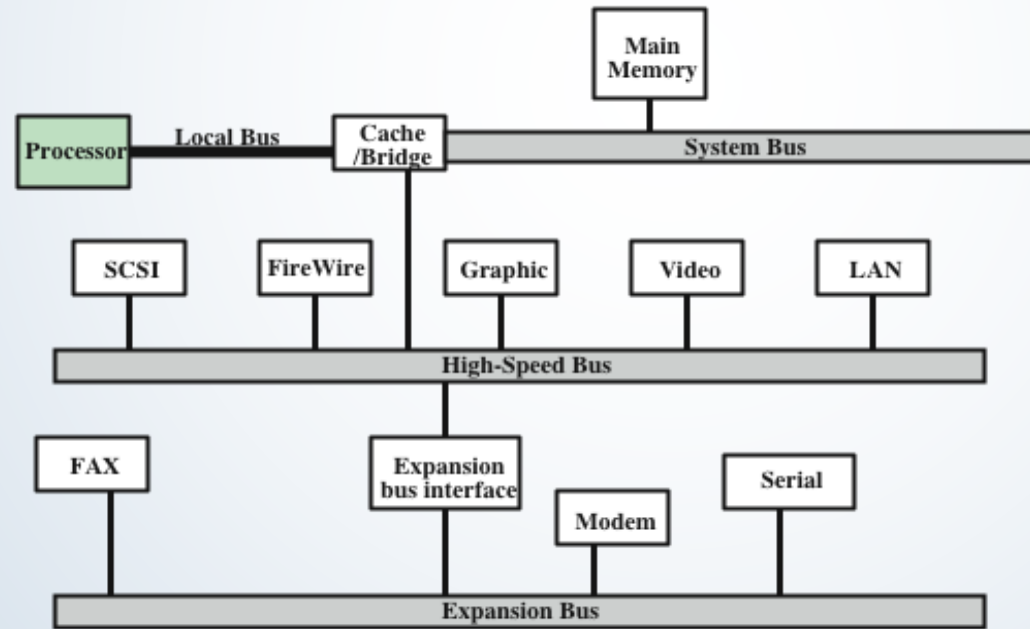 Main
Memory
Processor
Local Bus
Cache
/Bridge
System Bus
SCSI
FireWire
Graphic
Video
LAN
High-Speed Bus
FAX
Expansion
bus interface
Modem
Serial
Expansion Bus